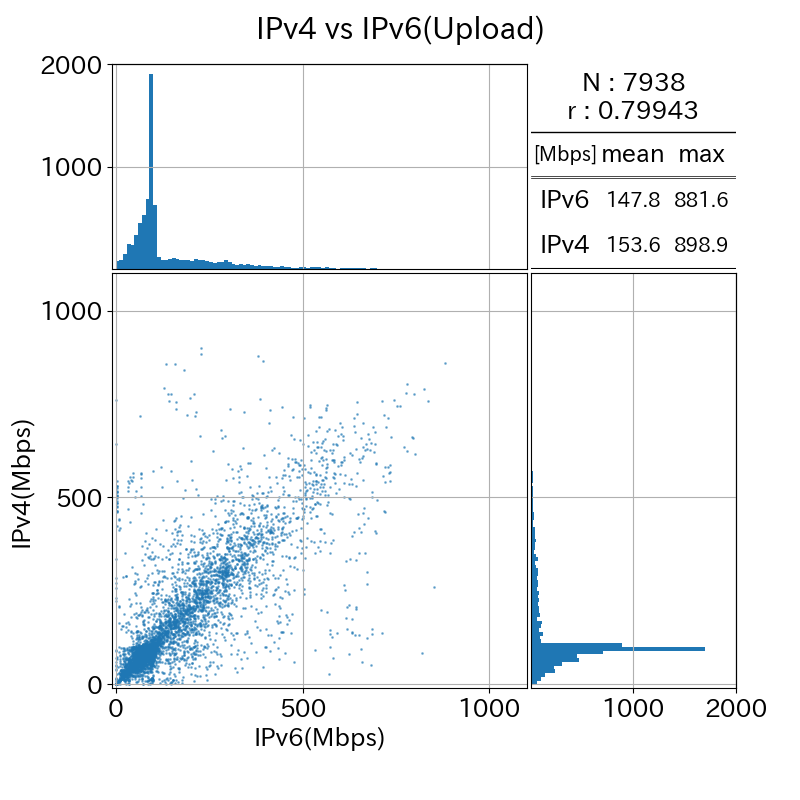 IPv4 vs IPv6(Upload)
2000
1000
N : 7938
r : 0.79943
[Mbps] mean max
IPv6 147.8 881.6
IPv4 153.6 898.9
1000
500
0
IPv4(Mbps)
0 500 1000
1000 2000
IPv6(Mbps)